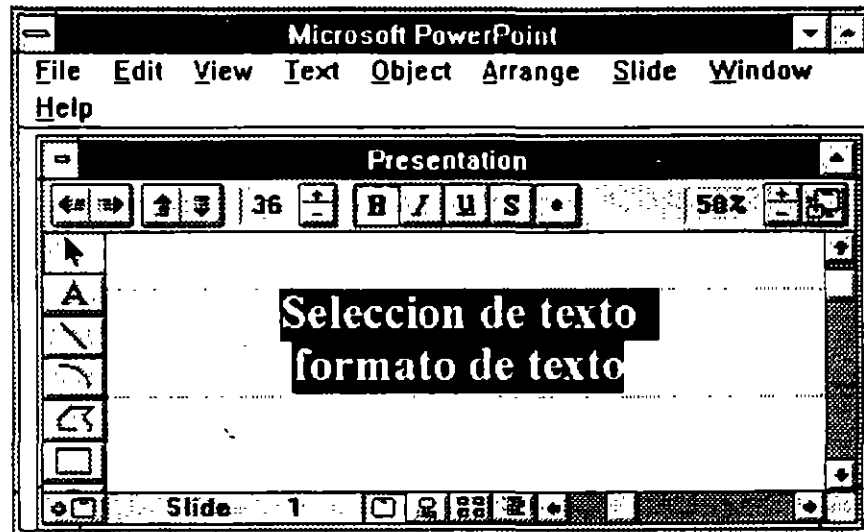 Microsoft PowerPoint
File Edit View Text Object Arrange Slide Window
Help
Presentation
36 + - B I U S 50% + -
A
Seleccion de texto
formato de texto
Slide 1